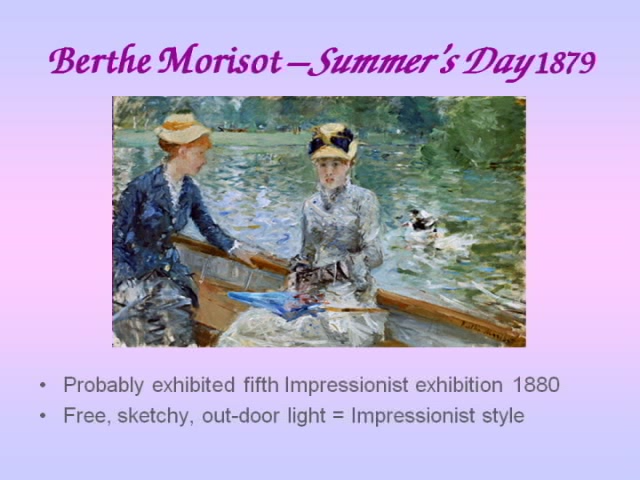 Berthe Morisot – Summer's Day 1879
• Probably exhibited fifth Impressionist exhibition 1880
• Free, sketchy, out-door light = Impressionist style